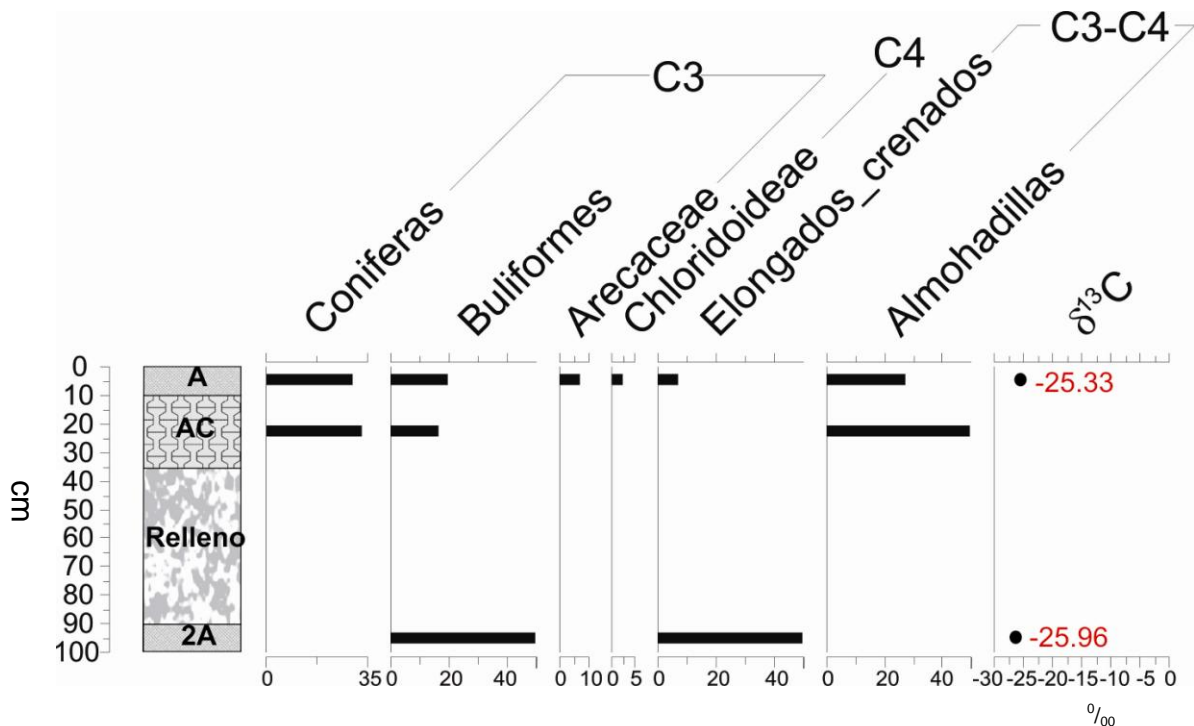 C3
C4
C3-C4
Coniferas
Buliformes
Arecaceae
Chloridoideae
Elongados_crenados
Almohadillas
δ¹³C
cm
0
10
20
30
40
50
60
70
80
90
100
A
AC
Relleno
2A
-25.33
-25.96
0 35
0 20 40
0 10
0 5
0 20 40
0 20 40
-30 -25 -20 -15 -10 -5 0
⁰/₀₀